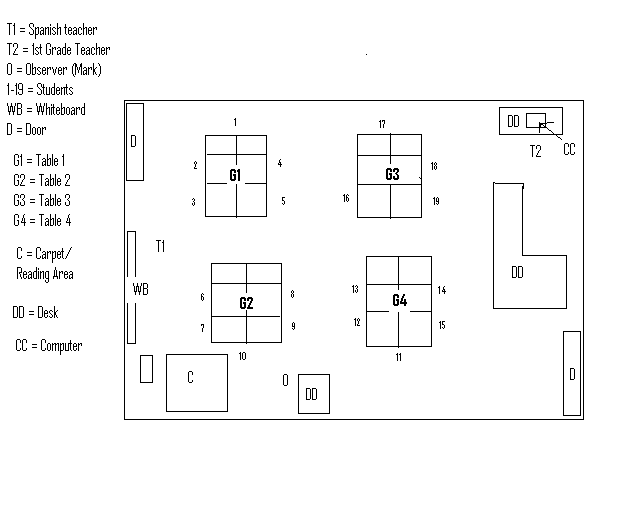 T1 = Spanish teacher
T2 = 1st Grade Teacher
O = Observer (Mark)
1-19 = Students
WB = Whiteboard
D = Door
G1 = Table 1
G2 = Table 2
G3 = Table 3
G4 = Table 4
C = Carpet/
Reading Area
DD = Desk
CC = Computer
D
1
2
3
G1
4
5
17
16
G3
18
19
DD
T2
CC
T1
WB
6
7
G2
8
9
10
13
12
G4
14
15
11
DD
C
O
DD
D